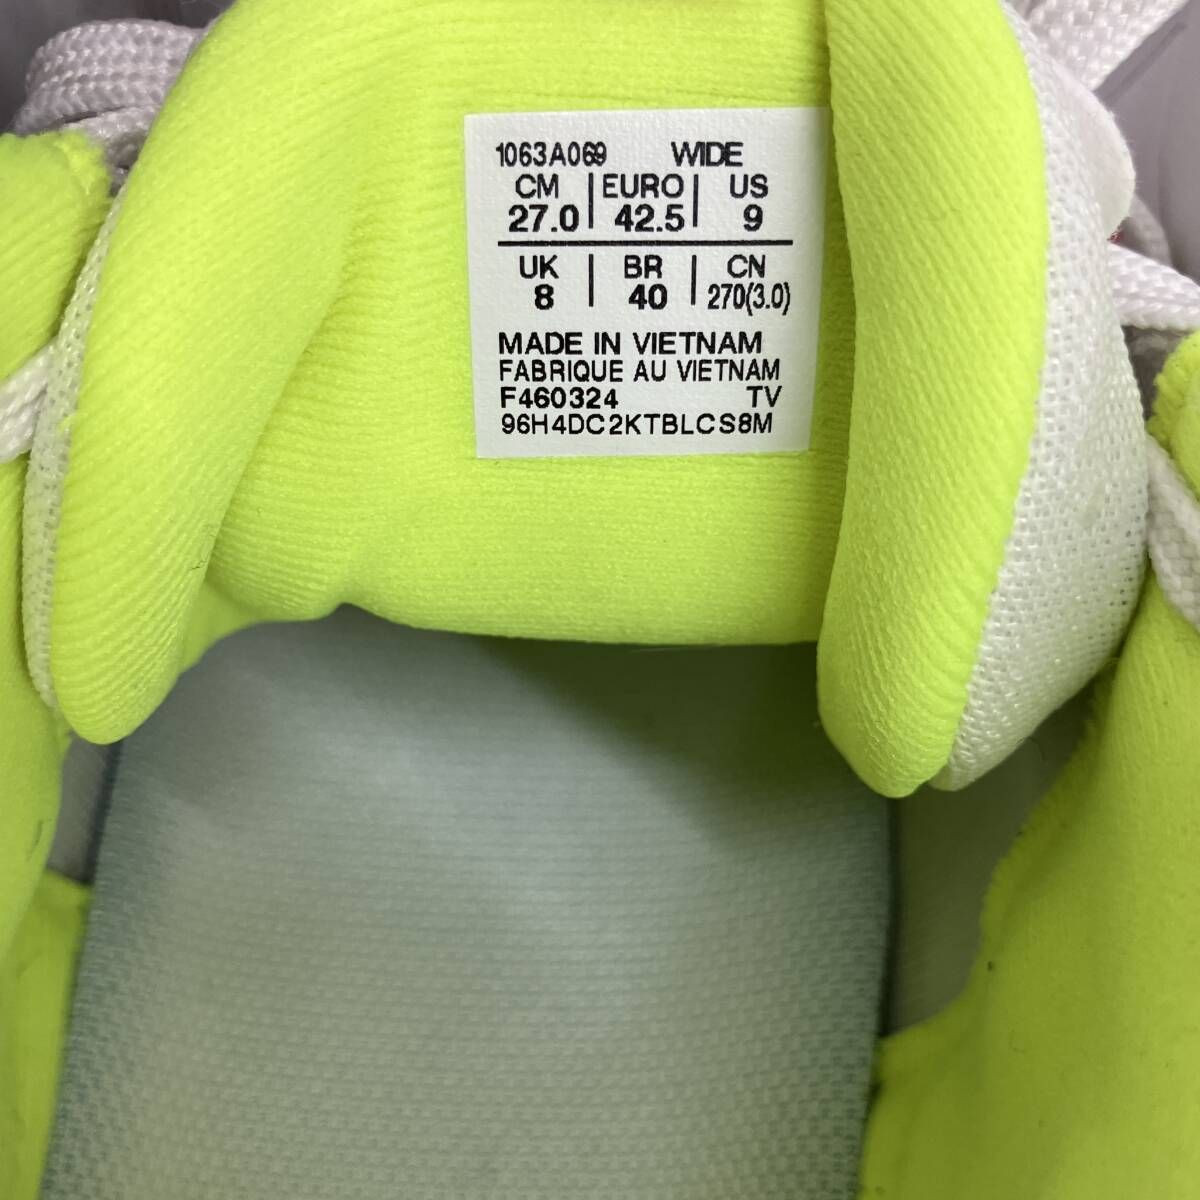 1063A069 WIDE
CM EURO US
27.0 42.5 9
UK BR CN
8 40 270(3.0)
MADE IN VIETNAM
FABRIQUE AU VIETNAM
F460324 TV
96H4DC2KTBLCS8M